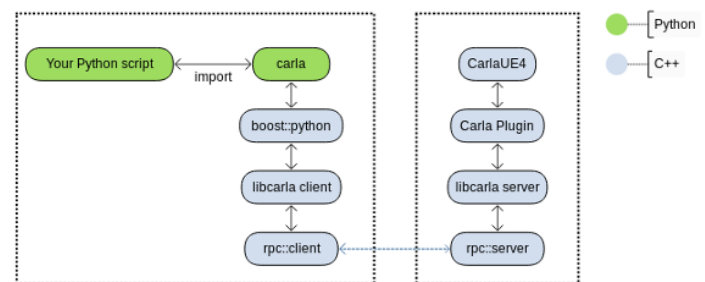 Python
Your Python script
carla
CarlaUE4
C++
import
boost::python
Carla Plugin
libcarla client
libcarla server
rpc::client
rpc::server